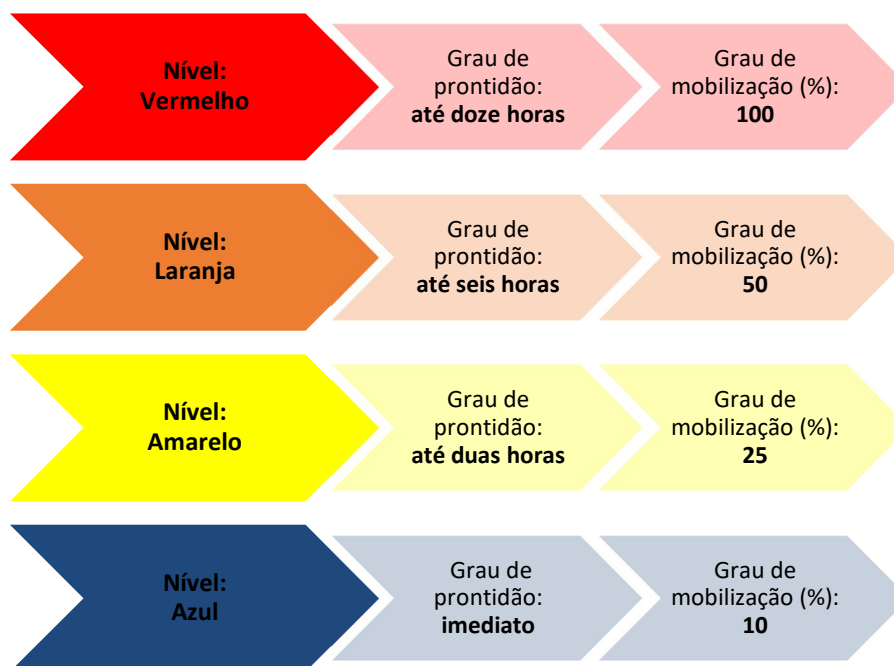 Nível:
Vermelho
Grau de
prontidão:
até doze horas
Grau de
mobilização (%):
100
Nível:
Laranja
Grau de
prontidão:
até seis horas
Grau de
mobilização (%):
50
Nível:
Amarelo
Grau de
prontidão:
até duas horas
Grau de
mobilização (%):
25
Nível:
Azul
Grau de
prontidão:
imediato
Grau de
mobilização (%):
10